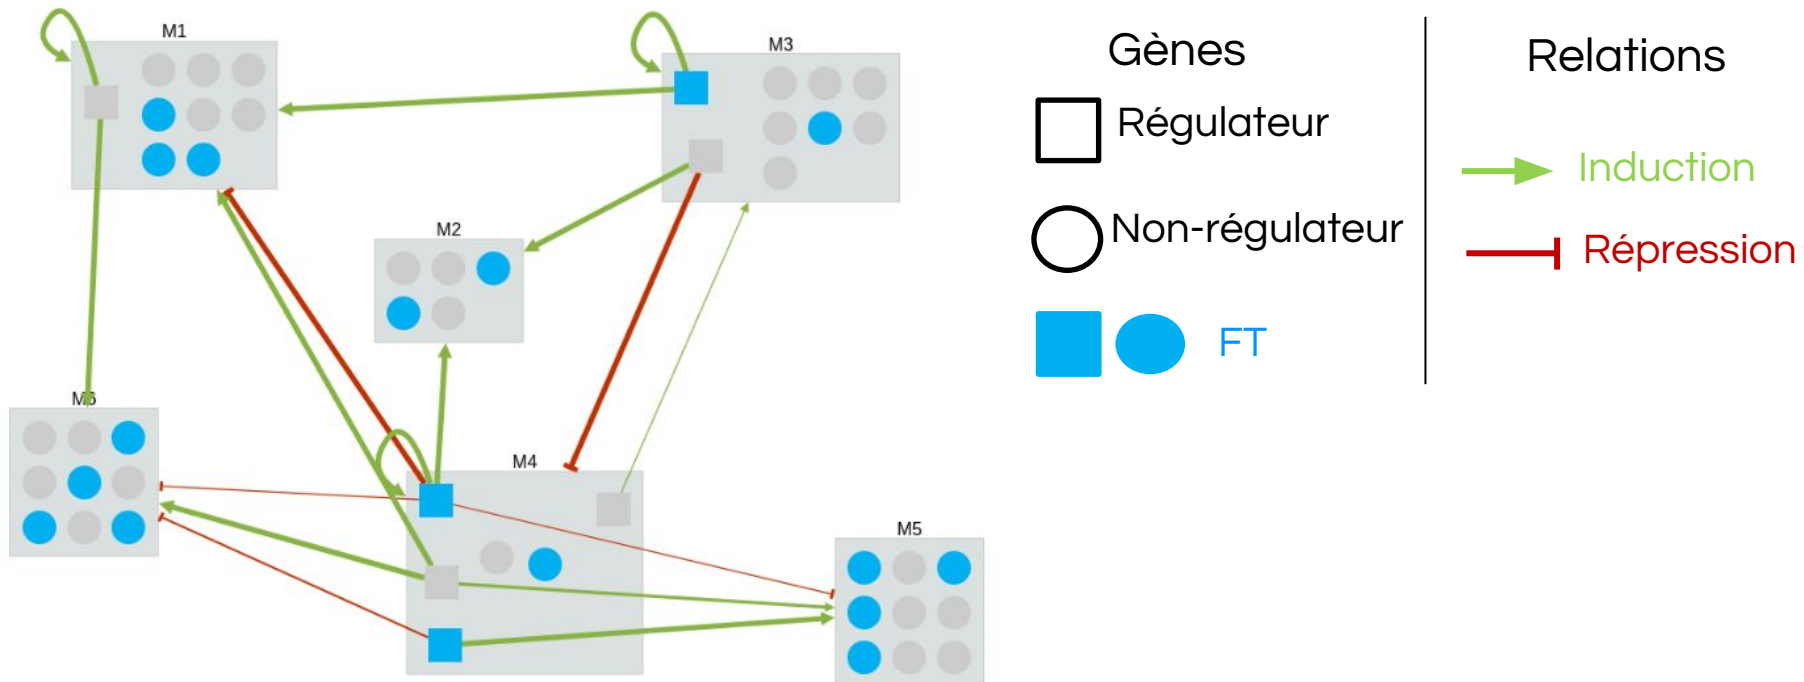 M1
M3
M2
M6
M4
M5
Gènes
Régulateur
Non-régulateur
FT
Relations
Induction
Répression